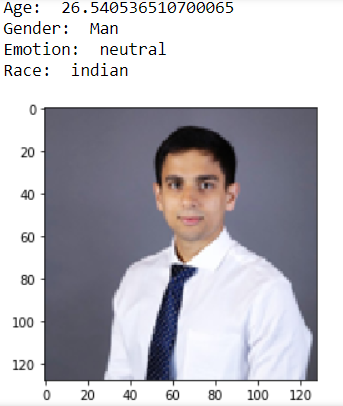 Age:  26.540536510700065
Gender:  Man
Emotion:  neutral
Race:  indian
0
20
40
60
80
100
120
0 20 40 60 80 100 120